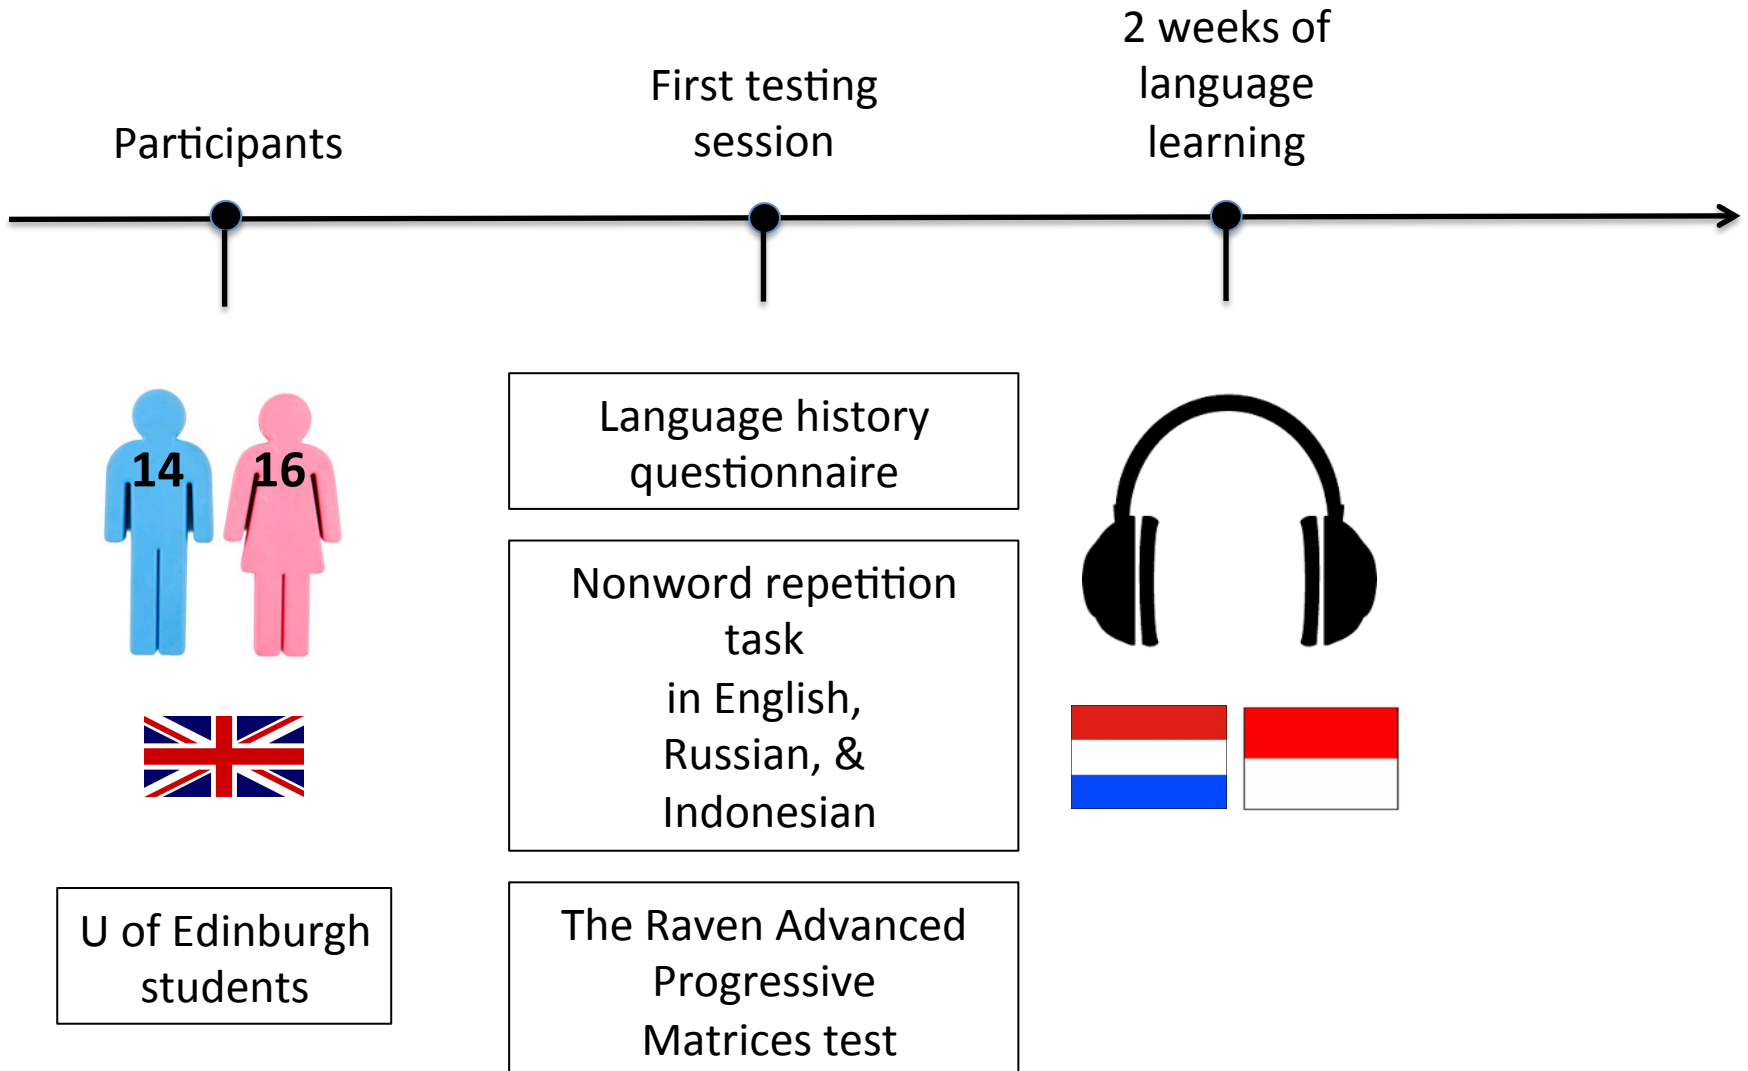 Participants
First testing
session
2 weeks of
language
learning
14
16
U of Edinburgh
students
Language history
questionnaire
Nonword repetition
task
in English,
Russian, &
Indonesian
The Raven Advanced
Progressive
Matrices test